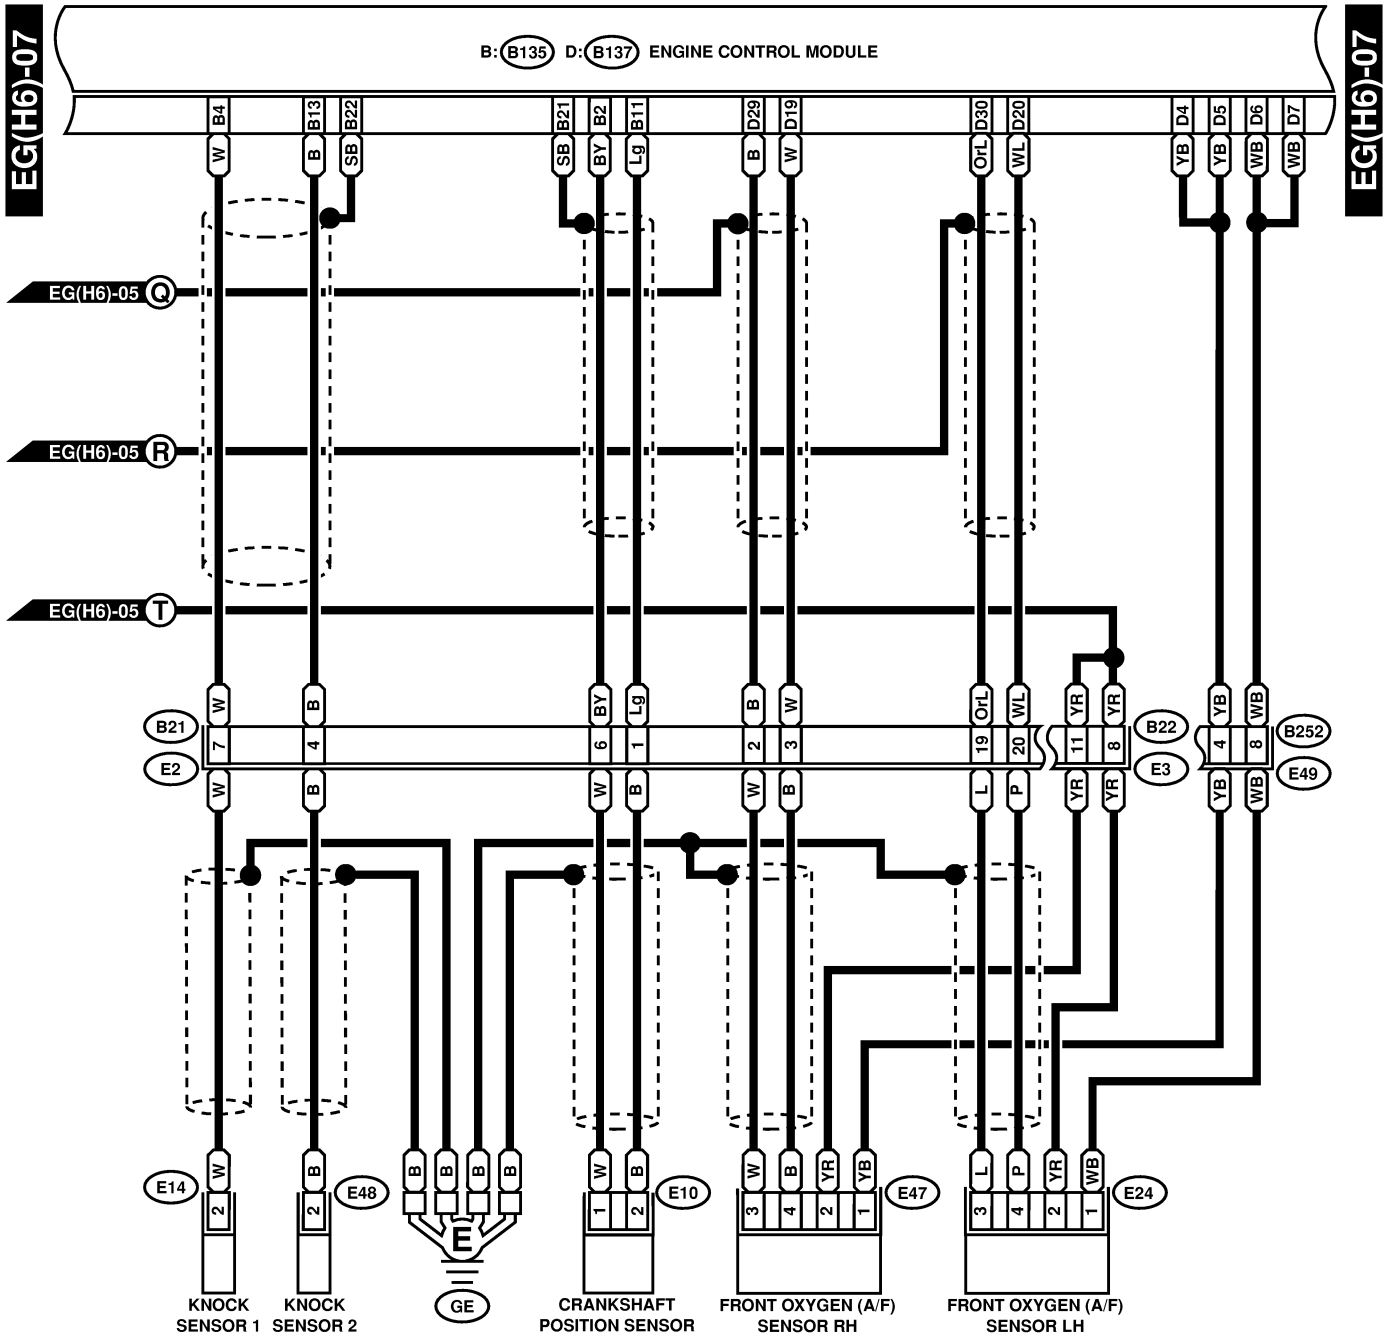 EG(H6)-07
EG(H6)-07
B: B135 D: B137 ENGINE CONTROL MODULE
B4 B13 B22 B21 B2 B11 D29 D19 D30 D20 D4 D5 D6 D7
W B SB SB BY Lg B W OrL WL YB YB WB WB
EG(H6)-05 Q
EG(H6)-05 R
EG(H6)-05 T
W B BY Lg B W OrL WL YR YR YB WB
B21 7 4 6 1 2 3 19 20 11 8 B22 4 8 B252
E2 E3 E49
W B W B W B L P YR YR YB WB
W B B B B B W B W B YR YB L P YR WB
E14 2 2 E48 1 2 E10 3 4 2 1 E47 3 4 2 1 E24
E
GE
KNOCK
SENSOR 1
KNOCK
SENSOR 2
CRANKSHAFT
POSITION SENSOR
FRONT OXYGEN (A/F)
SENSOR RH
FRONT OXYGEN (A/F)
SENSOR LH